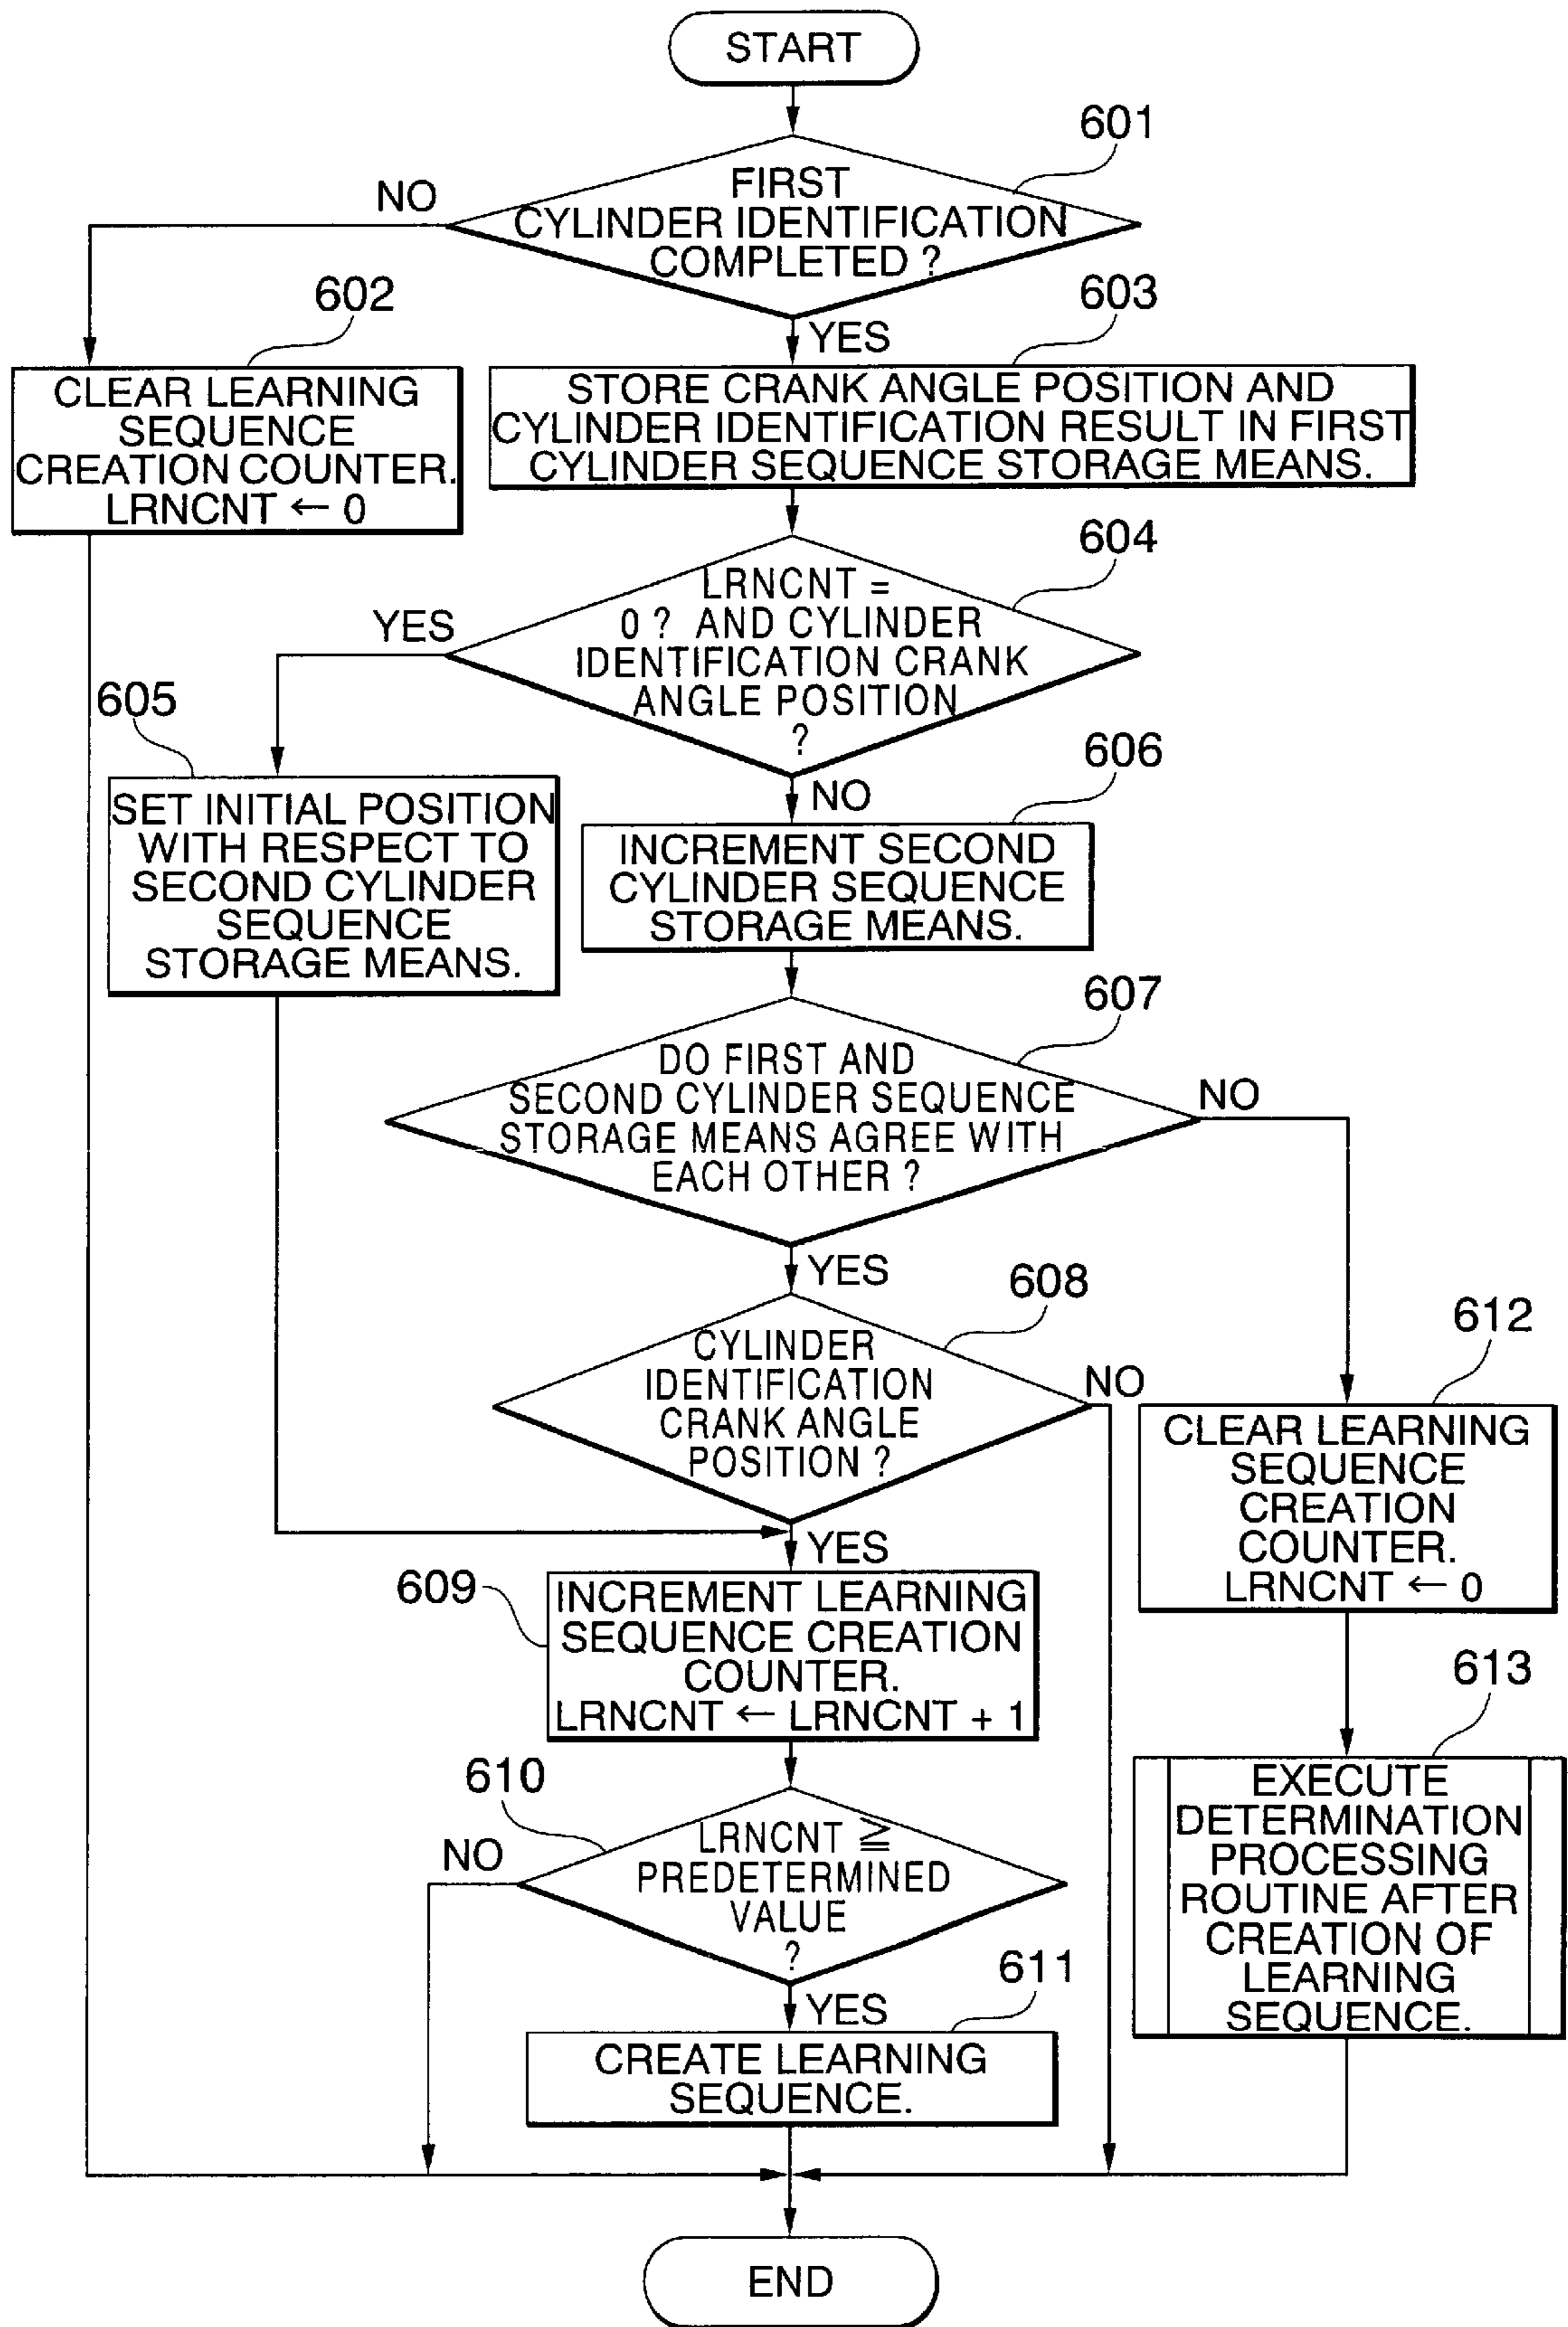 START
601
FIRST
CYLINDER IDENTIFICATION
COMPLETED ?
NO
YES
602
CLEAR LEARNING
SEQUENCE
CREATION COUNTER.
LRNCNT ← 0
603
STORE CRANK ANGLE POSITION AND
CYLINDER IDENTIFICATION RESULT IN FIRST
CYLINDER SEQUENCE STORAGE MEANS.
604
LRNCNT =
0 ? AND CYLINDER
IDENTIFICATION CRANK
ANGLE POSITION
?
YES
NO
605
SET INITIAL POSITION
WITH RESPECT TO
SECOND CYLINDER
SEQUENCE
STORAGE MEANS.
606
INCREMENT SECOND
CYLINDER SEQUENCE
STORAGE MEANS.
607
DO FIRST AND
SECOND CYLINDER SEQUENCE
STORAGE MEANS AGREE WITH
EACH OTHER ?
NO
YES
608
CYLINDER
IDENTIFICATION
CRANK ANGLE
POSITION ?
NO
YES
609
INCREMENT LEARNING
SEQUENCE CREATION
COUNTER.
LRNCNT ← LRNCNT + 1
610
LRNCNT ≧
PREDETERMINED
VALUE
?
NO
YES
611
CREATE LEARNING
SEQUENCE.
612
CLEAR LEARNING
SEQUENCE
CREATION
COUNTER.
LRNCNT ← 0
613
EXECUTE
DETERMINATION
PROCESSING
ROUTINE AFTER
CREATION OF
LEARNING
SEQUENCE.
END